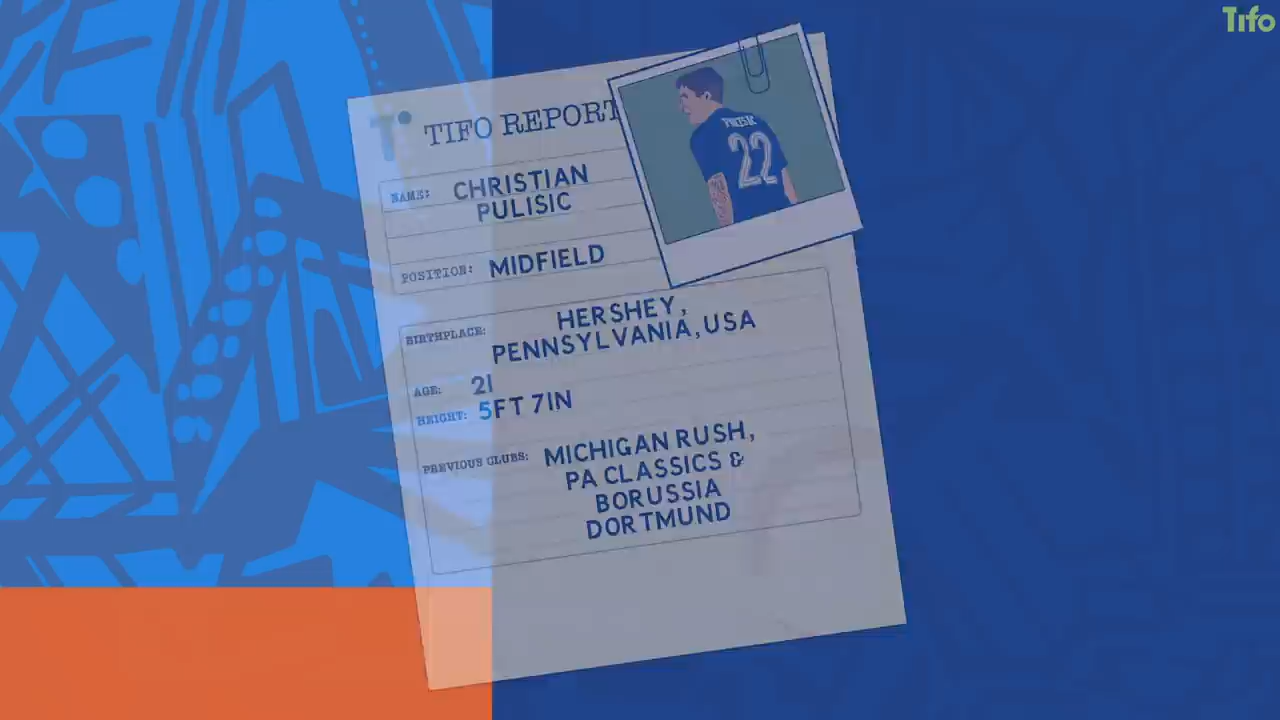 Tifo
TIFO REPORT
NAME: CHRISTIAN
PULISIC
22
POSITION: MIDFIELD
BIRTHPLACE: HERSHEY,
PENNSYLVANIA, USA
AGE: 21
HEIGHT: 5FT 7IN
PREVIOUS CLUBS: MICHIGAN RUSH,
PA CLASSICS &
BORUSSIA
DORTMUND